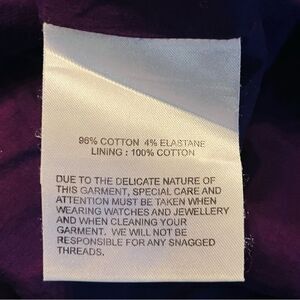 96% COTTON 4% ELASTANE
LINING : 100% COTTON
DUE TO THE DELICATE NATURE OF
THIS GARMENT, SPECIAL CARE AND
ATTENTION MUST BE TAKEN WHEN
WEARING WATCHES AND JEWELLERY
AND WHEN CLEANING YOUR
GARMENT. WE WILL NOT BE
RESPONSIBLE FOR ANY SNAGGED
THREADS.